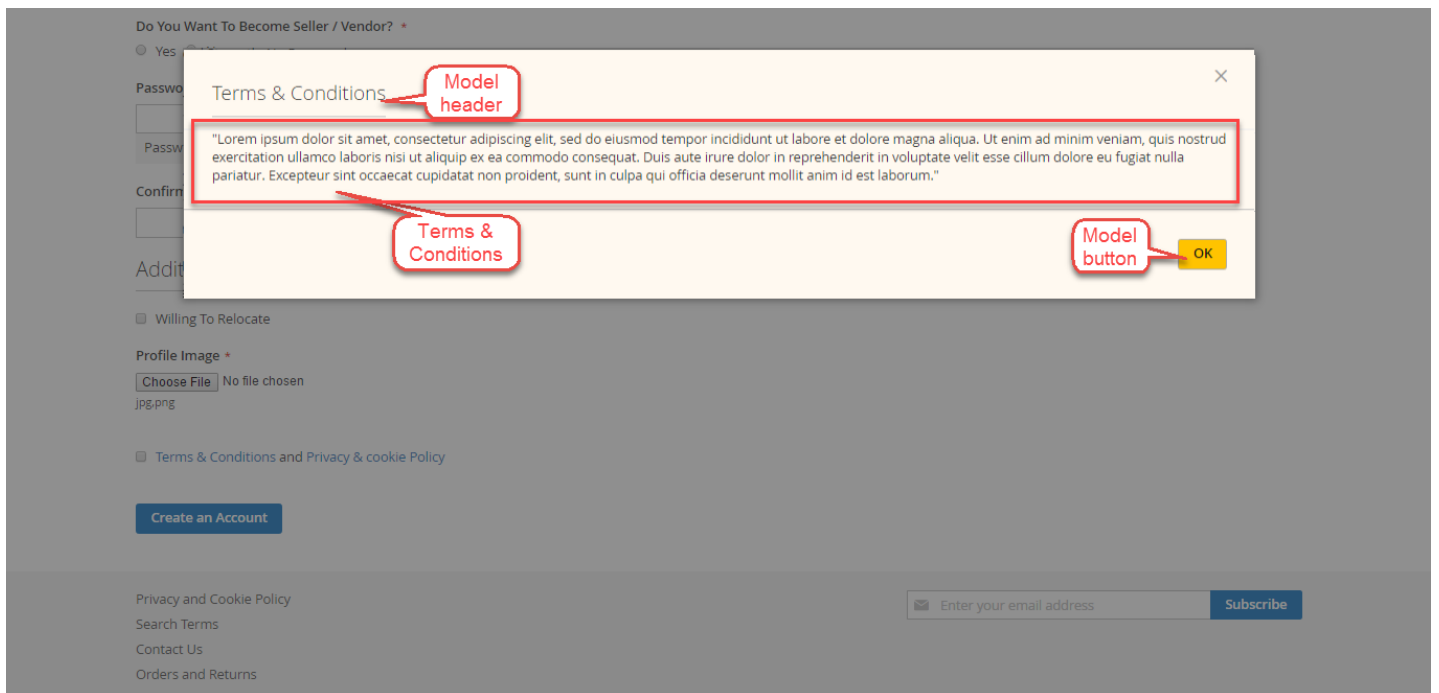 Do You Want To Become Seller / Vendor? *
Yes
Passwo
Terms & Conditions
Model
header
"Lorem ipsum dolor sit amet, consectetur adipiscing elit, sed do eiusmod tempor incididunt ut labore et dolore magna aliqua. Ut enim ad minim veniam, quis nostrud
exercitation ullamco laboris nisi ut aliquip ex ea commodo consequat. Duis aute irure dolor in reprehenderit in voluptate velit esse cillum dolore eu fugiat nulla
pariatur. Excepteur sint occaecat cupidatat non proident, sunt in culpa qui officia deserunt mollit anim id est laborum."
Passw
Confirm
Terms &
Conditions
Model
button
OK
Addit
Willing To Relocate
Profile Image *
Choose File No file chosen
jpg,png
Terms & Conditions and Privacy & cookie Policy
Create an Account
Privacy and Cookie Policy
Search Terms
Contact Us
Orders and Returns
Enter your email address
Subscribe